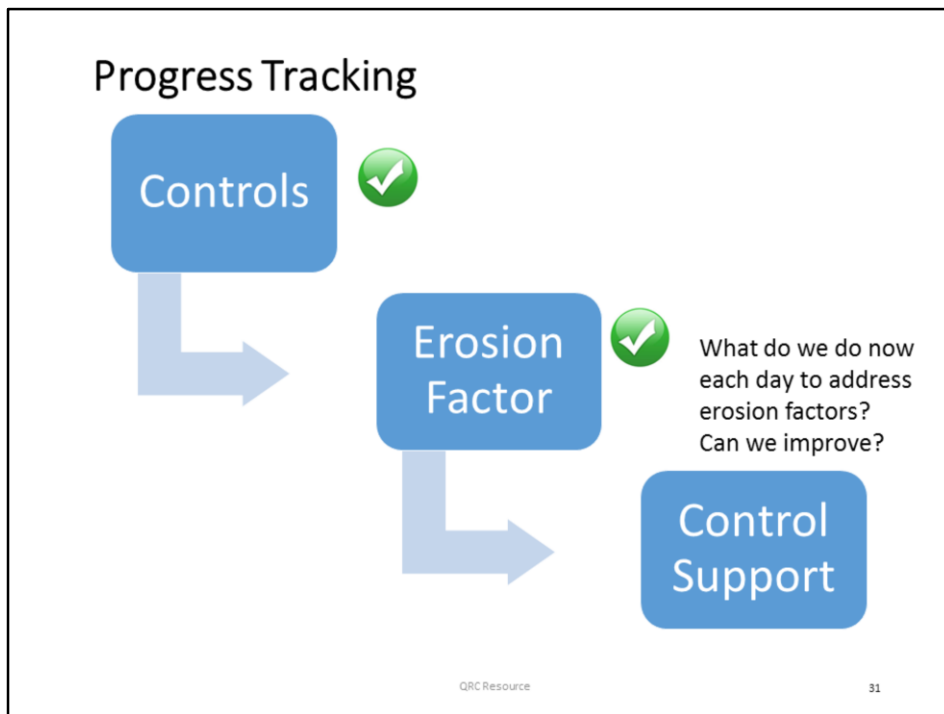 Progress Tracking
Controls
Erosion
Factor
What do we do now
each day to address
erosion factors?
Can we improve?
Control
Support
QRC Resource
31